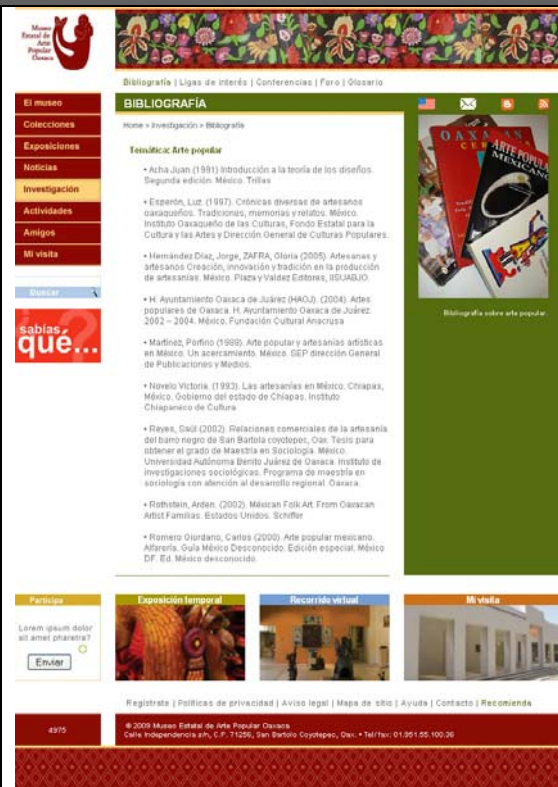 Museo
Estatal de
Arte
Popular
Oaxaca
Bibliografía | Ligas de interés | Conferencias | Foro | Glosario
El museo
Colecciones
Exposiciones
Noticias
Investigación
Actividades
Amigos
Mi visita
Buscar
sabías
qué...
BIBLIOGRAFÍA
Home » Investigación » Bibliografía
Temática: Arte popular
• Acha Juan (1991) Introducción a la teoría de los diseños.
Segunda edición. México. Trillas
• Esperón, Luz. (1997). Crónicas diversas de artesanos
oaxaqueños. Tradiciones, memorias y relatos. México.
Instituto Oaxaqueño de las Culturas, Fondo Estatal para la
Cultura y las Artes y Dirección General de Culturas Populares.
• Hernández Díaz, Jorge, ZAFRA, Gloria (2005). Artesanas y
artesanos Creación, innovación y tradición en la producción
de artesanías. México. Plaza y Valdez Editores, IISUABJO.
• H. Ayuntamiento Oaxaca de Juárez (HAOJ). (2004). Artes
populares de Oaxaca. H. Ayuntamiento Oaxaca de Juárez
2002 – 2004. México. Fundación Cultural Anacrusa
• Martínez, Porfirio (1988). Arte popular y artesanías artísticas
en México. Un acercamiento. México. SEP dirección General
de Publicaciones y Medios.
• Novelo Victoria. (1993). Las artesanías en México. Chiapas,
México. Gobierno del estado de Chiapas. Instituto
Chiapaneco de Cultura
• Reyes, Saúl (2002). Relaciones comerciales de la artesanía
del barro negro de San Bartola coyotepec, Oax. Tesis para
obtener el grado de Maestría en Sociología. México.
Universidad Autónoma Benito Juárez de Oaxaca. Instituto de
investigaciones sociológicas. Programa de maestría en
sociología con atención al desarrollo regional. Oaxaca.
• Rothstein, Arden. (2002). Méxican Folk Art. From Oaxacan
Artist Familias. Estados Unidos. Schiffer
• Romero Giordano, Carlos (2000). Arte popular mexicano.
Alfarería. Guía México Desconocido. Edición especial. México
DF. Ed. México desconocido.
OAXACAN
ARTE POPULAR
MEXICANO
Bibliografía sobre arte popular.
Participa
Lorem ipsum dolor
sit amet pharetra?
Enviar
Exposición temporal
Recorrido virtual
Mi visita
Registrate | Políticas de privacidad | Aviso legal | Mapa de sitio | Ayuda | Contacto | Recomienda
4975
© 2009 Museo Estatal de Arte Popular Oaxaca
Calle Independencia s/n, C.P. 71256, San Bartolo Coyotepec, Oax. • Tel/fax: 01.951.55.100.36